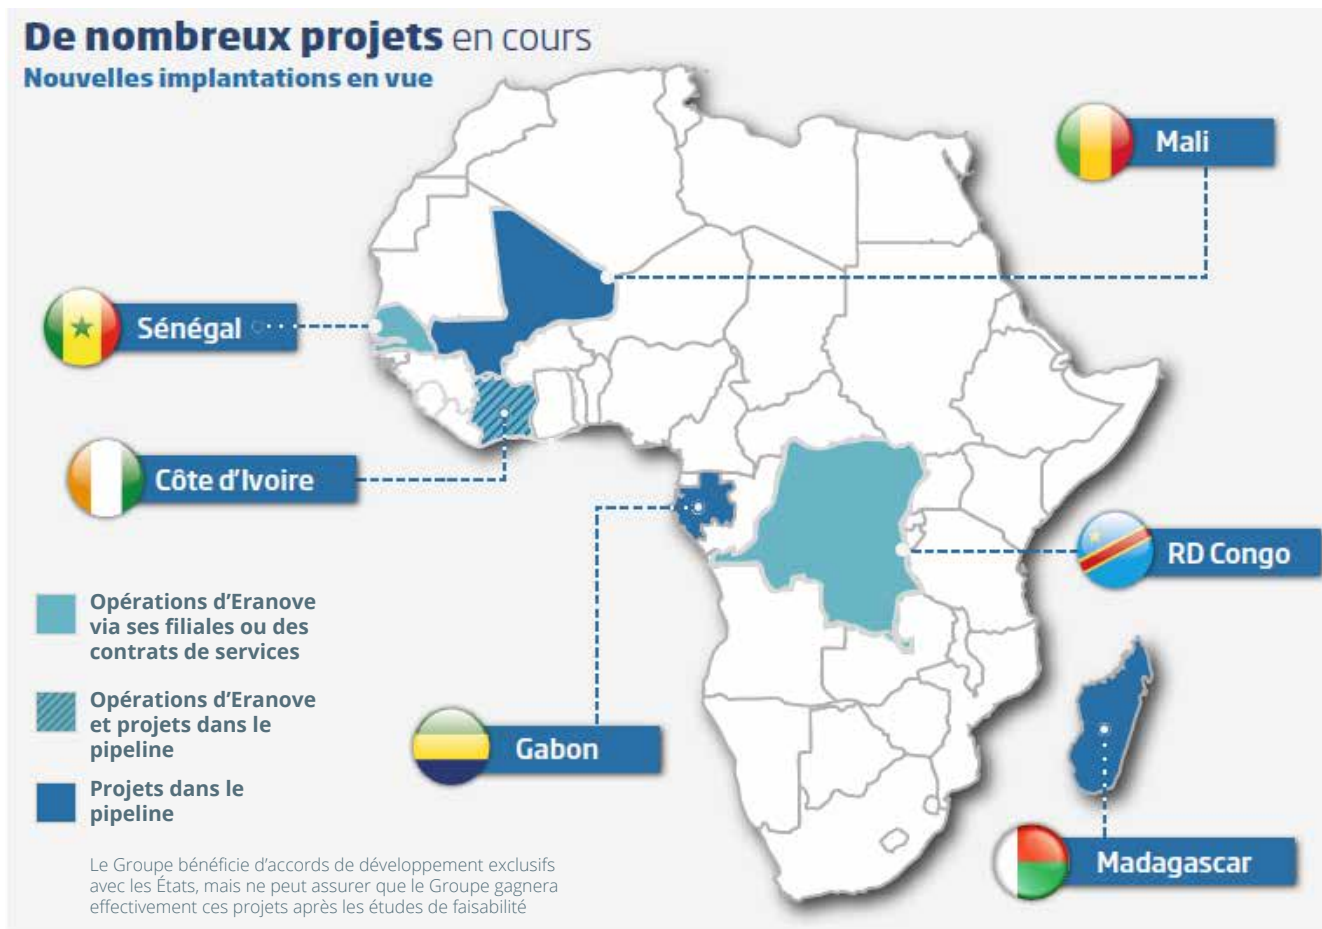 De nombreux projets en cours
Nouvelles implantations en vue
Mali
Sénégal
Côte d'Ivoire
RD Congo
Opérations d'Eranove
via ses filiales ou des
contrats de services
Opérations d'Eranove
et projets dans le
pipeline
Gabon
Projets dans le
pipeline
Madagascar
Le Groupe bénéficie d'accords de développement exclusifs
avec les États, mais ne peut assurer que le Groupe gagnera
effectivement ces projets après les études de faisabilité